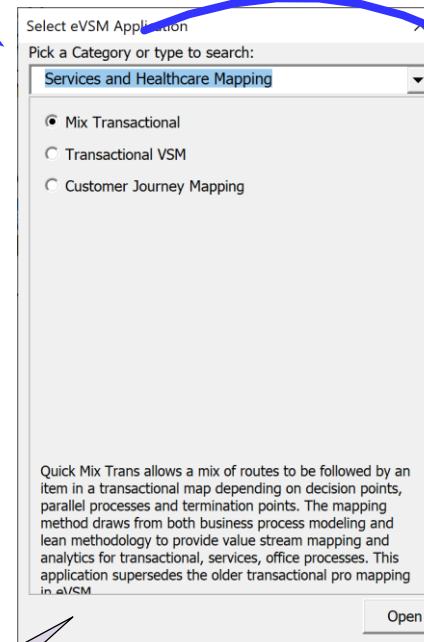 Select eVSM Application
Pick a Category or type to search:
Services and Healthcare Mapping
Mix Transactional
Transactional VSM
Customer Journey Mapping
Quick Mix Trans allows a mix of routes to be followed by an
item in a transactional map depending on decision points,
parallel processes and termination points. The mapping
method draws from both business process modeling and
lean methodology to provide value stream mapping and
analytics for transactional, services, office processes. This
application supersedes the older transactional pro mapping
in eVSM
Open